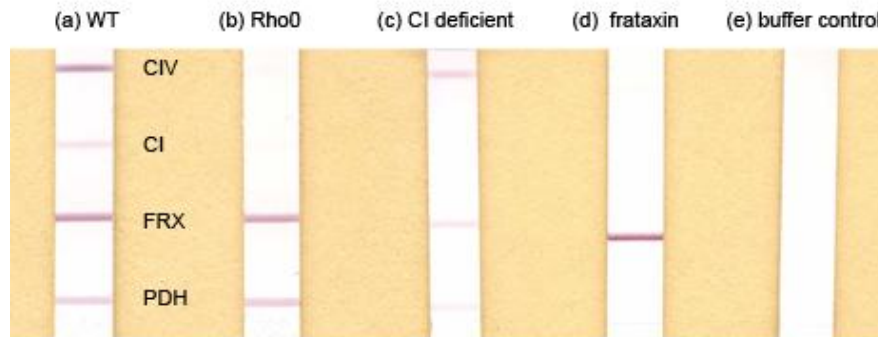 (a) WT (b) Rho0 (c) CI deficient (d) frataxin (e) buffer control
CIV
CI
FRX
PDH